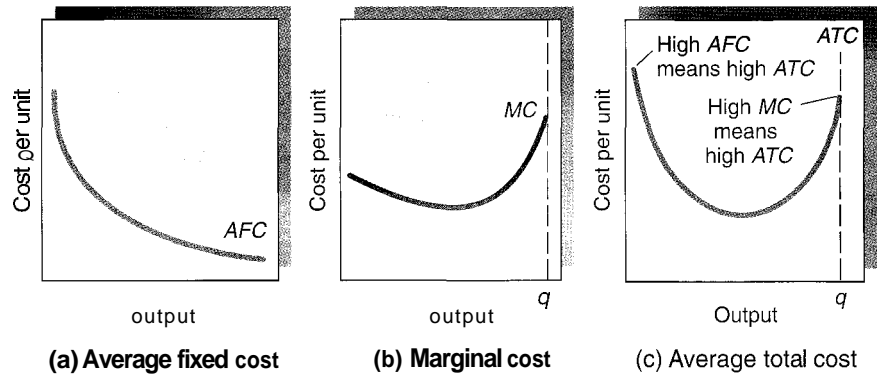 Cost per unit
AFC
output
(a) Average fixed cost
Cost per unit
MC
q
output
(b) Marginal cost
Cost per unit
High AFC
means high ATC
ATC
High MC
means
high ATC
q
Output
(c) Average total cost